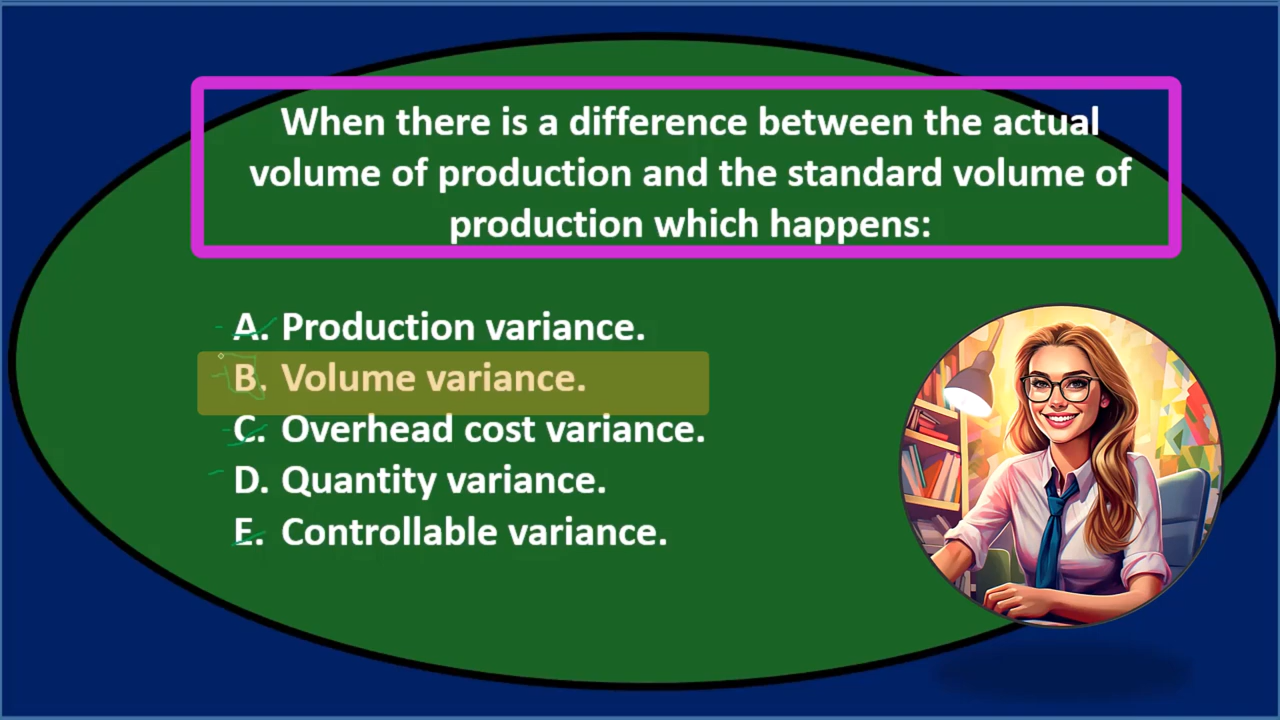 When there is a difference between the actual
volume of production and the standard volume of
production which happens:
A. Production variance.
B. Volume variance.
C. Overhead cost variance.
D. Quantity variance.
E. Controllable variance.